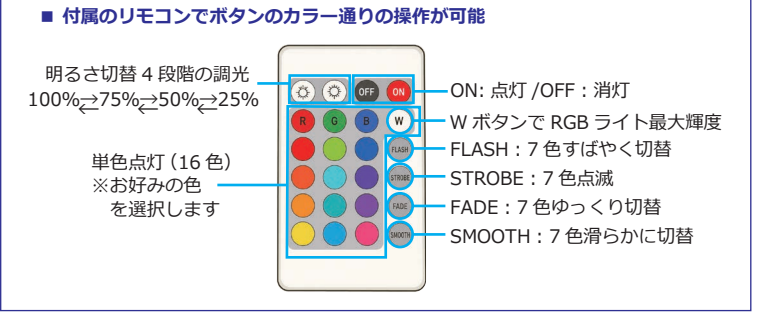 ■ 付属のリモコンでボタンのカラー通りの操作が可能
明るさ切替 4 段階の調光
100%⇄75%⇄50%⇄25%
単色点灯（16 色）
※お好みの色
を選択します
OFF ON
R G B W
FLASH
STROBE
FADE
SMOOTH
ON: 点灯 /OFF：消灯
W ボタンで RGB ライト最大輝度
FLASH：7 色すばやく切替
STROBE：7 色点滅
FADE：7 色ゆっくり切替
SMOOTH：7 色滑らかに切替